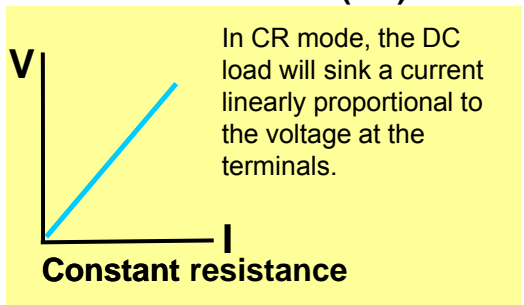 In CR mode, the DC
load will sink a current
linearly proportional to
the voltage at the
terminals.
V
I
Constant resistance